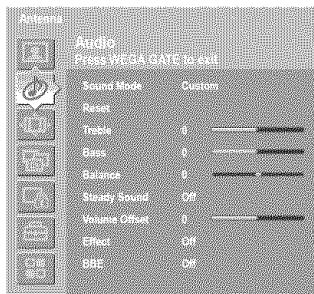 Antenna
Audio
Press WEGA GATE to exit
Sound Mode Custom
Reset
Treble 0
Bass 0
Balance 0
Steady Sound Off
Volume Offset 0
Effect Off
BBE Off